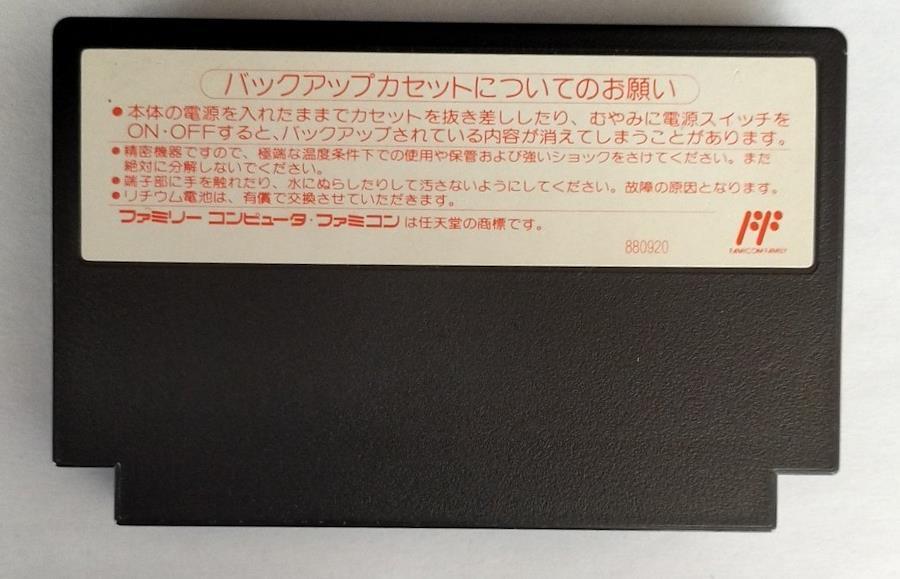 バックアップカセットについてのお願い
●本体の電源を入れたままでカセットを抜き差ししたり、むやみに電源スイッチを
ON・OFFすると、バックアップされている内容が消えてしまうことがあります。
●精密機器ですので、極端な温度条件下での使用や保管および強いショックをさけてください。また
絶対に分解しないでください。
●端子部に手を触れたり、水にぬらしたりして汚さないようにしてください。故障の原因となります。
●リチウム電池は、有償で交換させていただきます。
ファミリー コンピュータ・ファミコンは任天堂の商標です。
880920
FAMICOM FAMILY